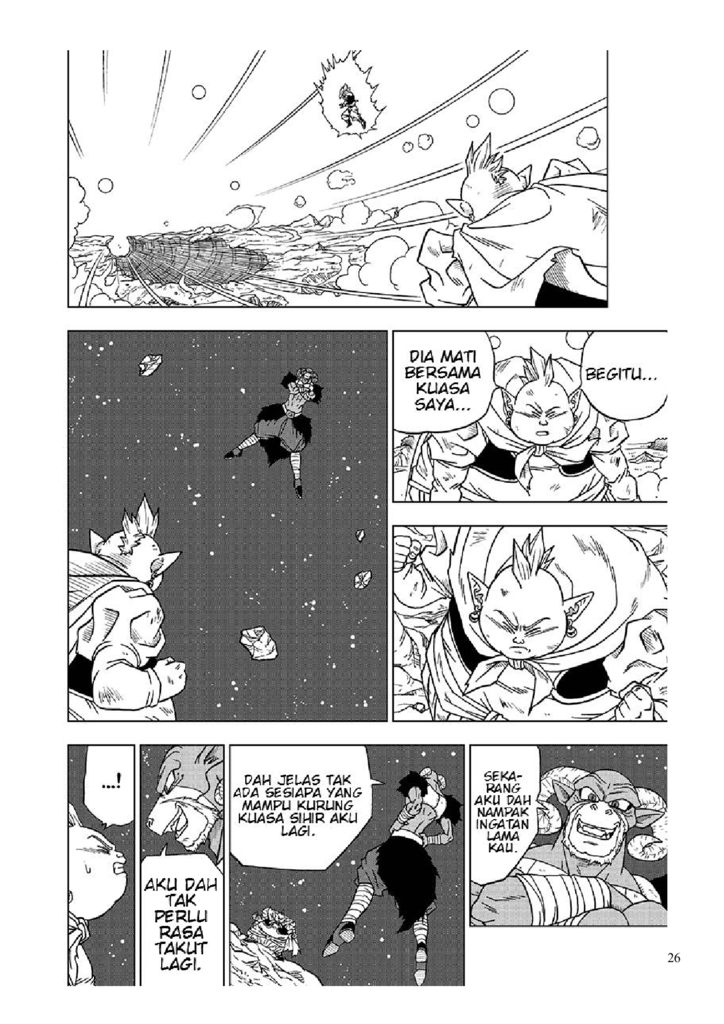 BEGITU...
DIA MATI
BERSAMA
KUASA
SAYA...
SEKA-
RANG
AKU DAH
NAMPAK
INGATAN
LAMA
KAU.
DAH JELAS TAK
ADA SESIAPA YANG
MAMPU KURUNG
KUASA SIHIR AKU
LAGI.
AKU DAH
TAK
PERLU
RASA
TAKUT
LAGI.
...!
26